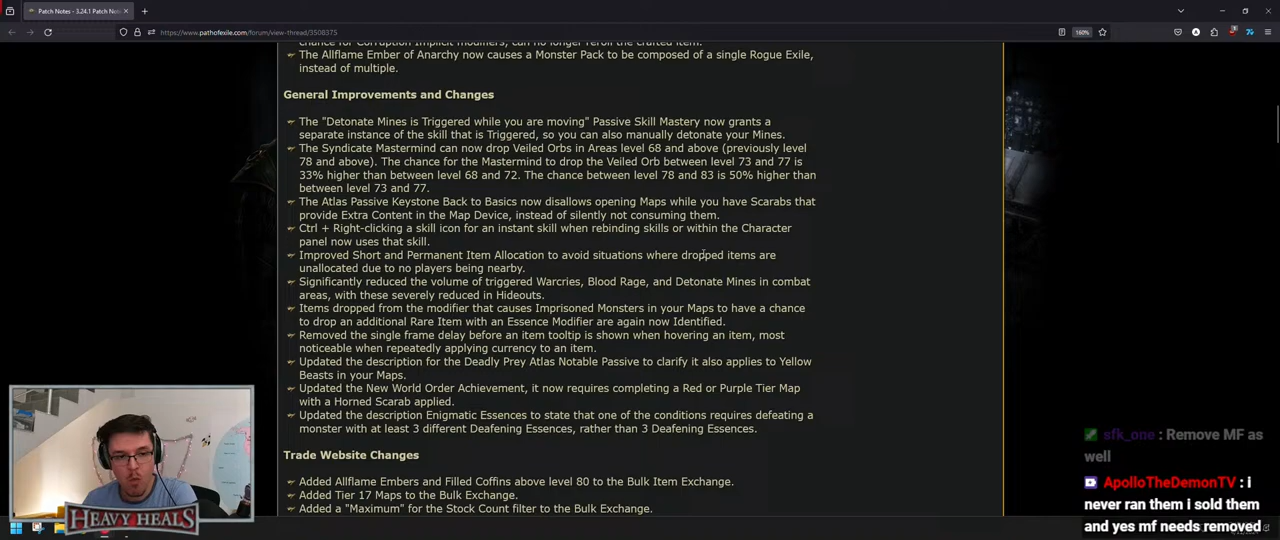 Patch Notes - 3.24.1 Patch Note
https://www.pathofexile.com/forum/view-thread/3508375
160%
chance for Corruption Implicit modifiers, can no longer reroll the crafted item.
The Allflame Ember of Anarchy now causes a Monster Pack to be composed of a single Rogue Exile,
instead of multiple.
General Improvements and Changes
The "Detonate Mines is Triggered while you are moving" Passive Skill Mastery now grants a
separate instance of the skill that is Triggered, so you can also manually detonate your Mines.
The Syndicate Mastermind can now drop Veiled Orbs in Areas level 68 and above (previously level
78 and above). The chance for the Mastermind to drop the Veiled Orb between level 73 and 77 is
33% higher than between level 68 and 72. The chance between level 78 and 83 is 50% higher than
between level 73 and 77.
The Atlas Passive Keystone Back to Basics now disallows opening Maps while you have Scarabs that
provide Extra Content in the Map Device, instead of silently not consuming them.
Ctrl + Right-clicking a skill icon for an instant skill when rebinding skills or within the Character
panel now uses that skill.
Improved Short and Permanent Item Allocation to avoid situations where dropped items are
unallocated due to no players being nearby.
Significantly reduced the volume of triggered Warcries, Blood Rage, and Detonate Mines in combat
areas, with these severely reduced in Hideouts.
Items dropped from the modifier that causes Imprisoned Monsters in your Maps to have a chance
to drop an additional Rare Item with an Essence Modifier are again now Identified.
Removed the single frame delay before an item tooltip is shown when hovering an item, most
noticeable when repeatedly applying currency to an item.
Updated the description for the Deadly Prey Atlas Notable Passive to clarify it also applies to Yellow
Beasts in your Maps.
Updated the New World Order Achievement, it now requires completing a Red or Purple Tier Map
with a Horned Scarab applied.
Updated the description Enigmatic Essences to state that one of the conditions requires defeating a
monster with at least 3 different Deafening Essences, rather than 3 Deafening Essences.
Trade Website Changes
Added Allflame Embers and Filled Coffins above level 80 to the Bulk Item Exchange.
Added Tier 17 Maps to the Bulk Exchange.
Added a "Maximum" for the Stock Count filter to the Bulk Exchange.
sfk_one : Remove MF as
well
ApolloTheDemonTV : i
never ran them i sold them
and yes mf needs removed
HEAVY HEALS